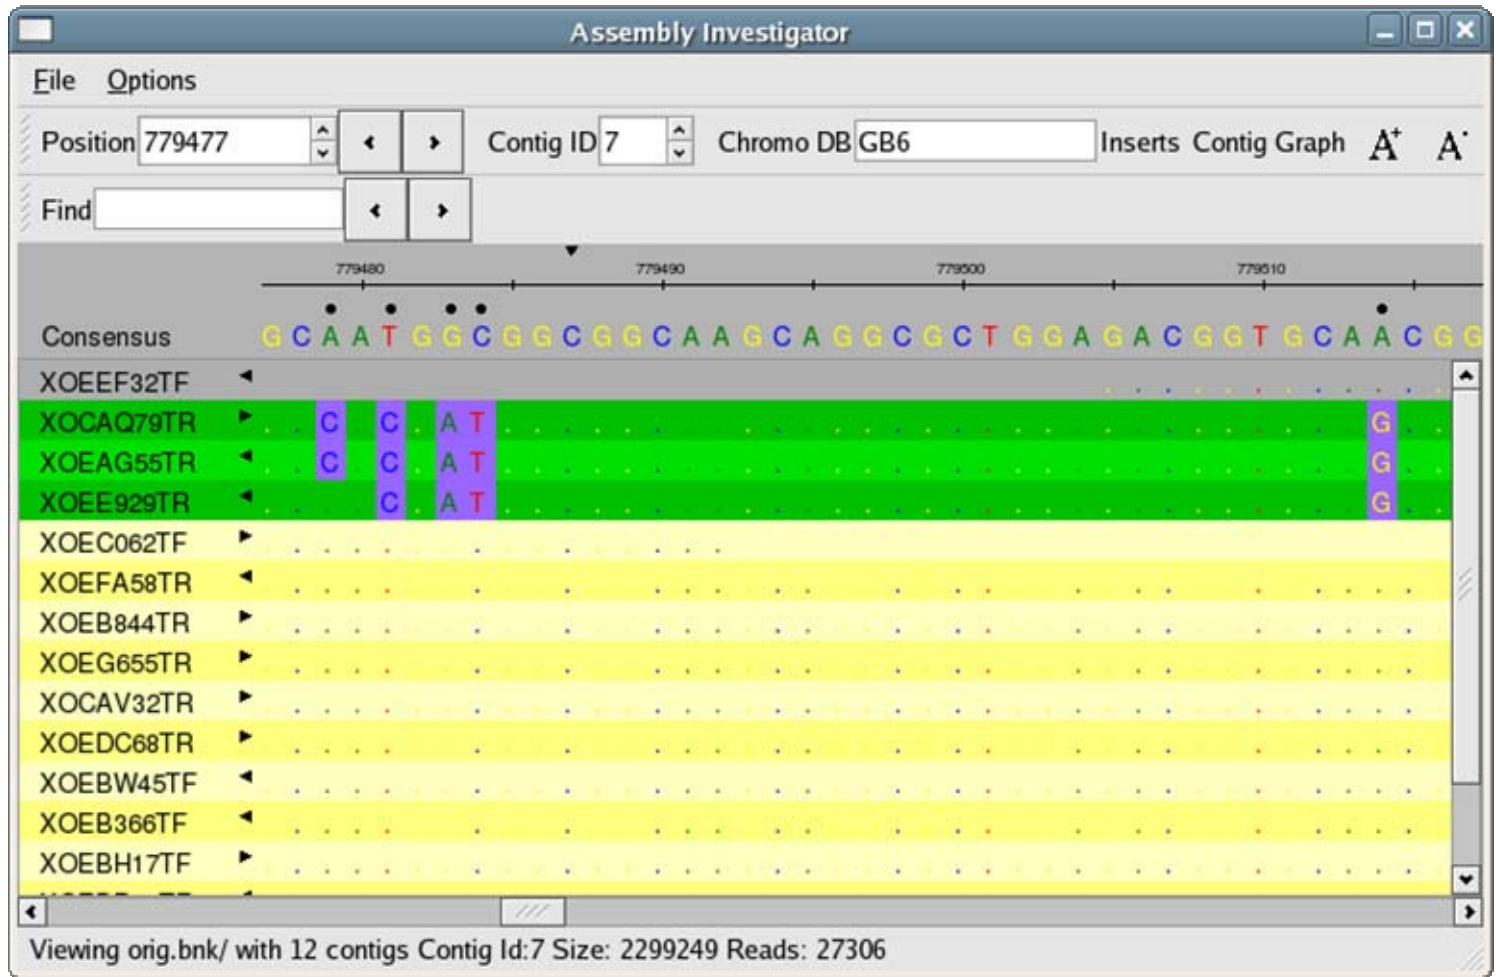 Assembly Investigator
File Options
Position 779477 Contig ID 7 Chromo DB GB6 Inserts Contig Graph A+ A-
Find
779480 779490 779500 779510
Consensus G C A A T G G C G G C G G C A A G C A G G C G C T G G A G A C G G T G C A A C G G
XOEEF32TF
XOCAQ79TR C C A T G
XOEAG55TR C C A T G
XOEE929TR C A T G
XOEC062TF
XOEFA58TR
XOEB844TR
XOEG655TR
XOCAV32TR
XOEDC68TR
XOEBW45TF
XOEB366TF
XOEBH17TF
Viewing orig.bnk/ with 12 contigs Contig Id:7 Size: 2299249 Reads: 27306